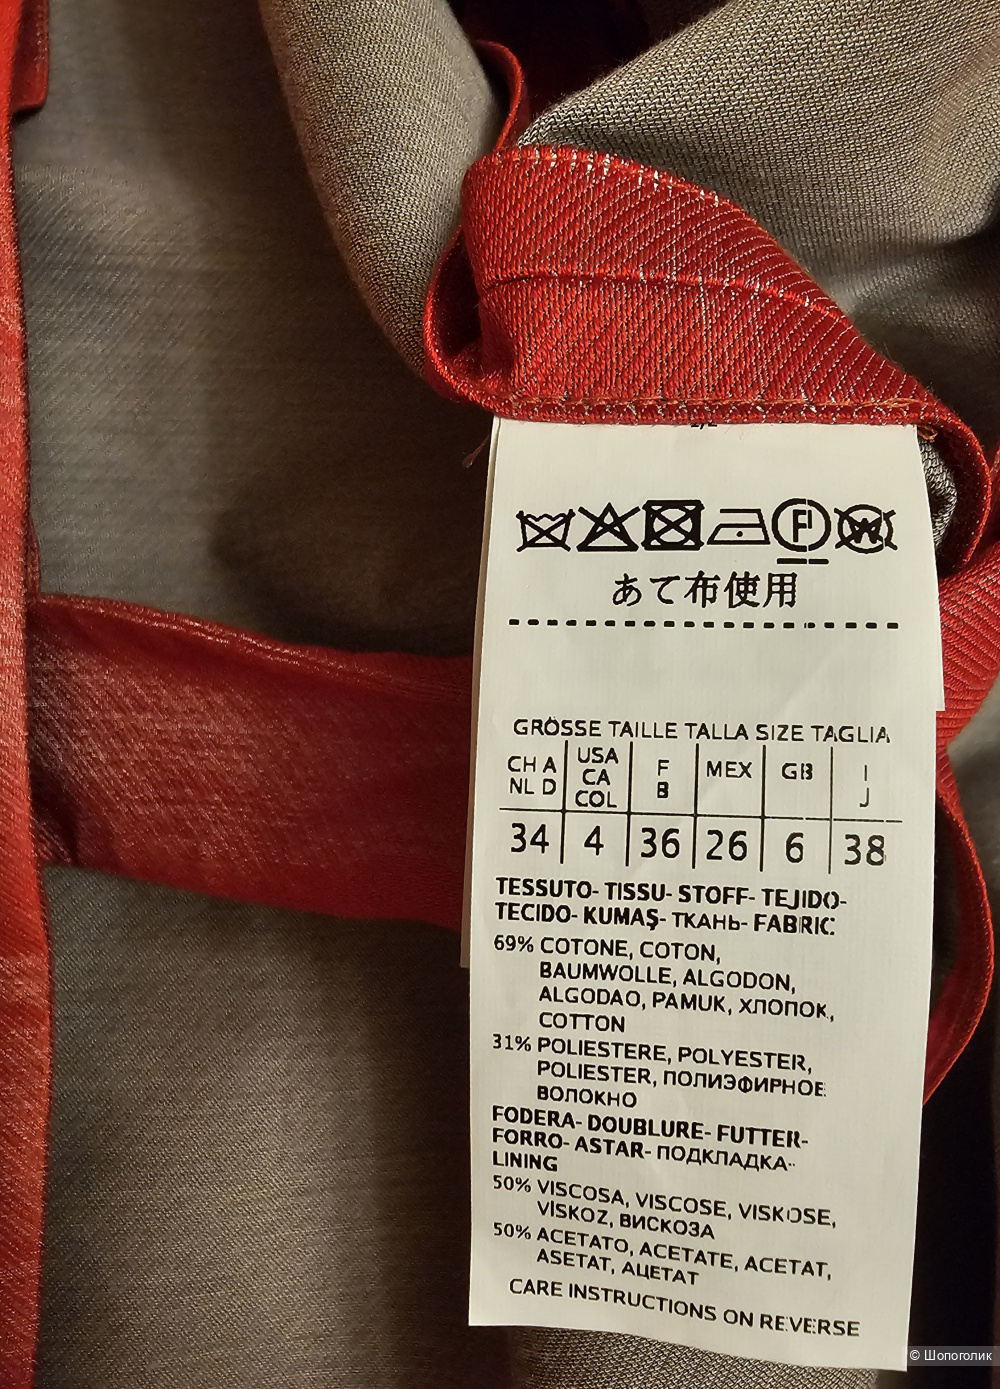 F W
あて布使用
GRÖSSE TAILLE TALLA SIZE TAGLIA
CH A NL D USA CA COL F B MEX GB I J
34 4 36 26 6 38
TESSUTO- TISSU- STOFF- TEJIDO-
TECIDO- KUMAŞ- ТКАНЬ- FABRIC:
69% COTONE, COTON,
BAUMWOLLE, ALGODON,
ALGODAO, PAMUK, ХЛОПОК,
COTTON
31% POLIESTERE, POLYESTER,
POLIESTER, ПОЛИЭФИРНОЕ
ВОЛОКНО
FODERA- DOUBLURE- FUTTER-
FORRO- ASTAR- ПОДКЛАДКА-
LINING
50% VISCOSA, VISCOSE, VISKOSE,
VİSKOZ, ВИСКОЗА
50% ACETATO, ACETATE, ACETAT,
ASETAT, АЦЕТАТ
CARE INSTRUCTIONS ON REVERSE
© Шопоголик